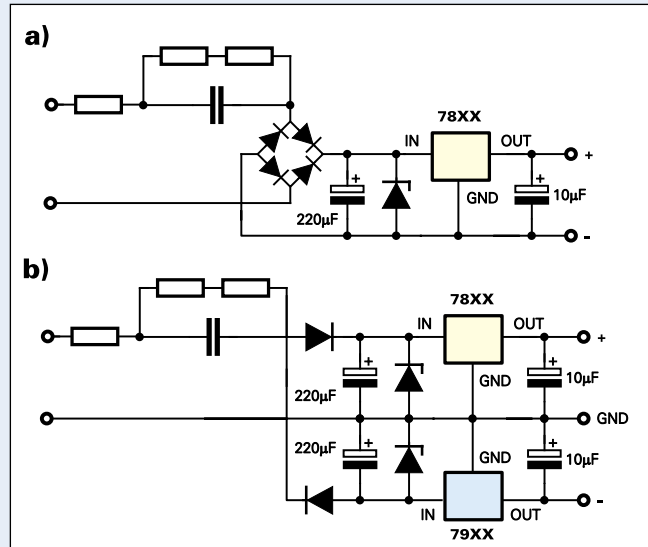 a)
78XX
IN
OUT
+
+
+
GND
220µF
10µF
-
b)
78XX
IN
OUT
+
+
+
GND
220µF
10µF
GND
220µF
+
GND
+
10µF
-
IN
OUT
79XX